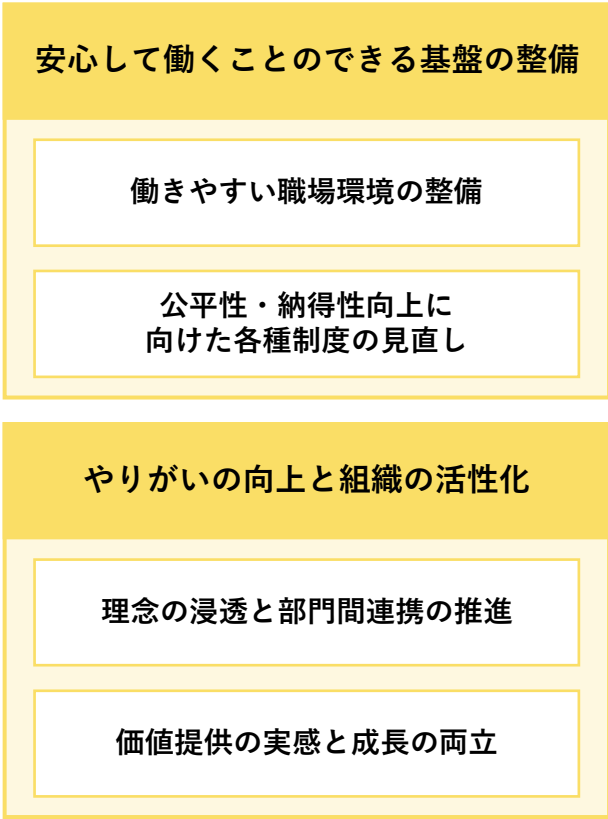 安心して働くことのできる基盤の整備
働きやすい職場環境の整備
公平性・納得性向上に
向けた各種制度の見直し
やりがいの向上と組織の活性化
理念の浸透と部門間連携の推進
価値提供の実感と成長の両立